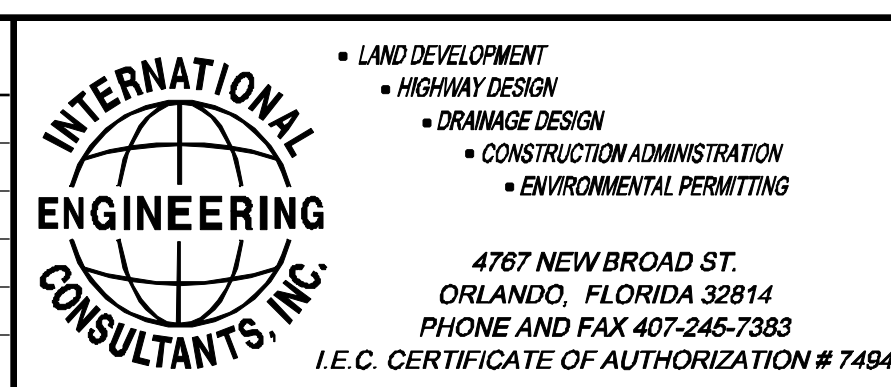 INTERNATIONAL
ENGINEERING
CONSULTANTS, INC.
▪ LAND DEVELOPMENT
▪ HIGHWAY DESIGN
▪ DRAINAGE DESIGN
▪ CONSTRUCTION ADMINISTRATION
▪ ENVIRONMENTAL PERMITTING
4767 NEW BROAD ST.
ORLANDO, FLORIDA 32814
PHONE AND FAX 407-245-7383
I.E.C. CERTIFICATE OF AUTHORIZATION # 7494